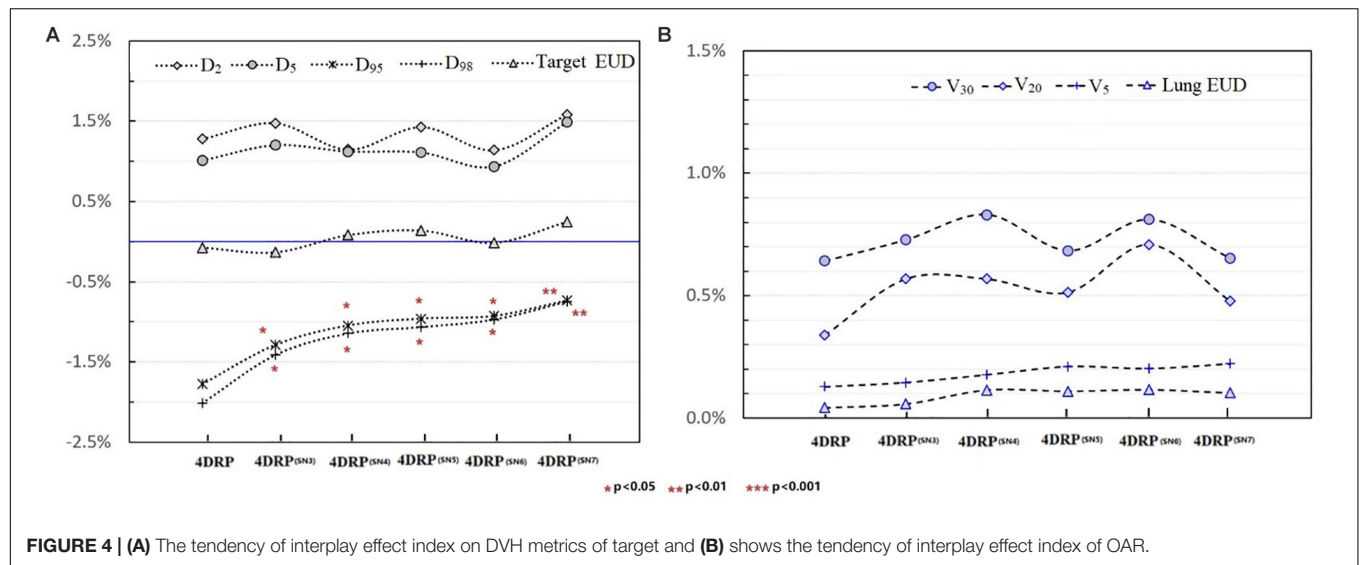 A
B
2.5%
1.5%
0.5%
-0.5%
-1.5%
-2.5%
D2 D5 D95 D98 Target EUD
* * * * **
* * * * **
4DRP 4DRP(SN3) 4DRP(SN4) 4DRP(SN5) 4DRP(SN6) 4DRP(SN7)
1.5%
1.0%
0.5%
0.0%
V30 V20 V5 Lung EUD
4DRP 4DRP(SN3) 4DRP(SN4) 4DRP(SN5) 4DRP(SN6) 4DRP(SN7)
* p<0.05 ** p<0.01 *** p<0.001
FIGURE 4 | (A) The tendency of interplay effect index on DVH metrics of target and (B) shows the tendency of interplay effect index of OAR.